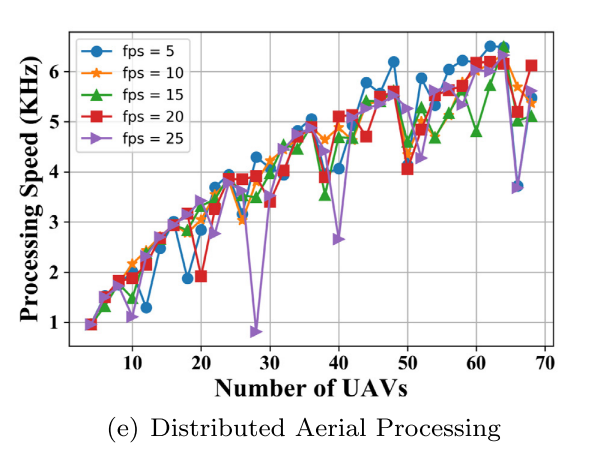 fps = 5
fps = 10
fps = 15
fps = 20
fps = 25
Processing Speed (KHz)
6
5
4
3
2
1
10 20 30 40 50 60 70
Number of UAVs
(e) Distributed Aerial Processing